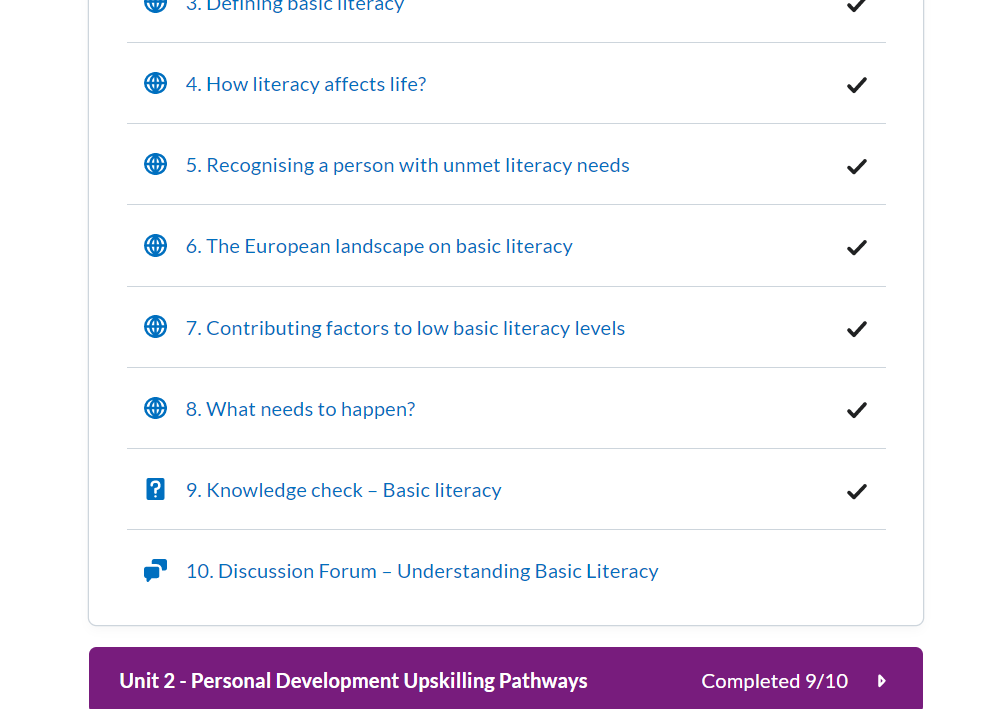 3. Defining basic literacy
4. How literacy affects life?
5. Recognising a person with unmet literacy needs
6. The European landscape on basic literacy
7. Contributing factors to low basic literacy levels
8. What needs to happen?
9. Knowledge check – Basic literacy
10. Discussion Forum – Understanding Basic Literacy
Unit 2 - Personal Development Upskilling Pathways Completed 9/10